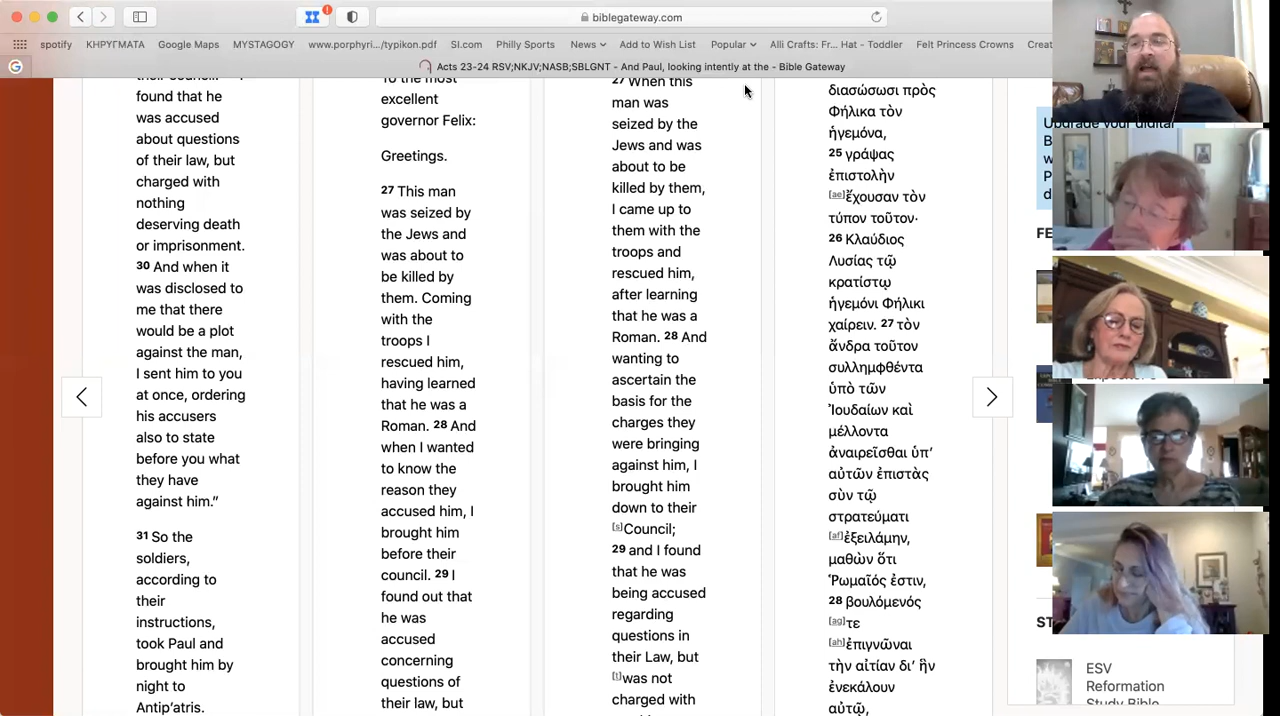 biblegateway.com
spotify ΚΗΡΥΓΜΑΤΑ Google Maps MYSTAGOGY www.porphyri.../typikon.pdf SI.com Philly Sports News Add to Wish List Popular Alli Crafts: Fr... Hat - Toddler Felt Princess Crowns Creat
Acts 23-24 RSV;NKJV;NASB;SBLGNT - And Paul, looking intently at the - Bible Gateway
found that he
was accused
about questions
of their law, but
charged with
nothing
deserving death
or imprisonment.
30 And when it
was disclosed to
me that there
would be a plot
against the man,
I sent him to you
at once, ordering
his accusers
also to state
before you what
they have
against him.”
31 So the
soldiers,
according to
their
instructions,
took Paul and
brought him by
night to
Antip’atris.
To the most
excellent
governor Felix:
Greetings.
27 This man
was seized by
the Jews and
was about to
be killed by
them. Coming
with the
troops I
rescued him,
having learned
that he was a
Roman. 28 And
when I wanted
to know the
reason they
accused him, I
brought him
before their
council. 29 I
found out that
he was
accused
concerning
questions of
their law, but
27 When this
man was
seized by the
Jews and was
about to be
killed by them,
I came up to
them with the
troops and
rescued him,
after learning
that he was a
Roman. 28 And
wanting to
ascertain the
basis for the
charges they
were bringing
against him, I
brought him
down to their
[s]Council;
29 and I found
that he was
being accused
regarding
questions in
their Law, but
[t]was not
charged with
διασώσωσι πρὸς
Φήλικα τὸν
ἡγεμόνα,
25 γράψας
ἐπιστολὴν
[ae]ἔχουσαν τὸν
τύπον τοῦτον·
26 Κλαύδιος
Λυσίας τῷ
κρατίστῳ
ἡγεμόνι Φήλικι
χαίρειν. 27 τὸν
ἄνδρα τοῦτον
συλλημφθέντα
ὑπὸ τῶν
Ἰουδαίων καὶ
μέλλοντα
ἀναιρεῖσθαι ὑπ’
αὐτῶν ἐπιστὰς
σὺν τῷ
στρατεύματι
[af]ἐξειλάμην,
μαθὼν ὅτι
Ῥωμαῖός ἐστιν,
28 βουλόμενός
[ag]τε
[ah]ἐπιγνῶναι
τὴν αἰτίαν δι’ ἣν
ἐνεκάλουν
αὐτῷ,
FE
ST
ESV
Reformation
Study Bible